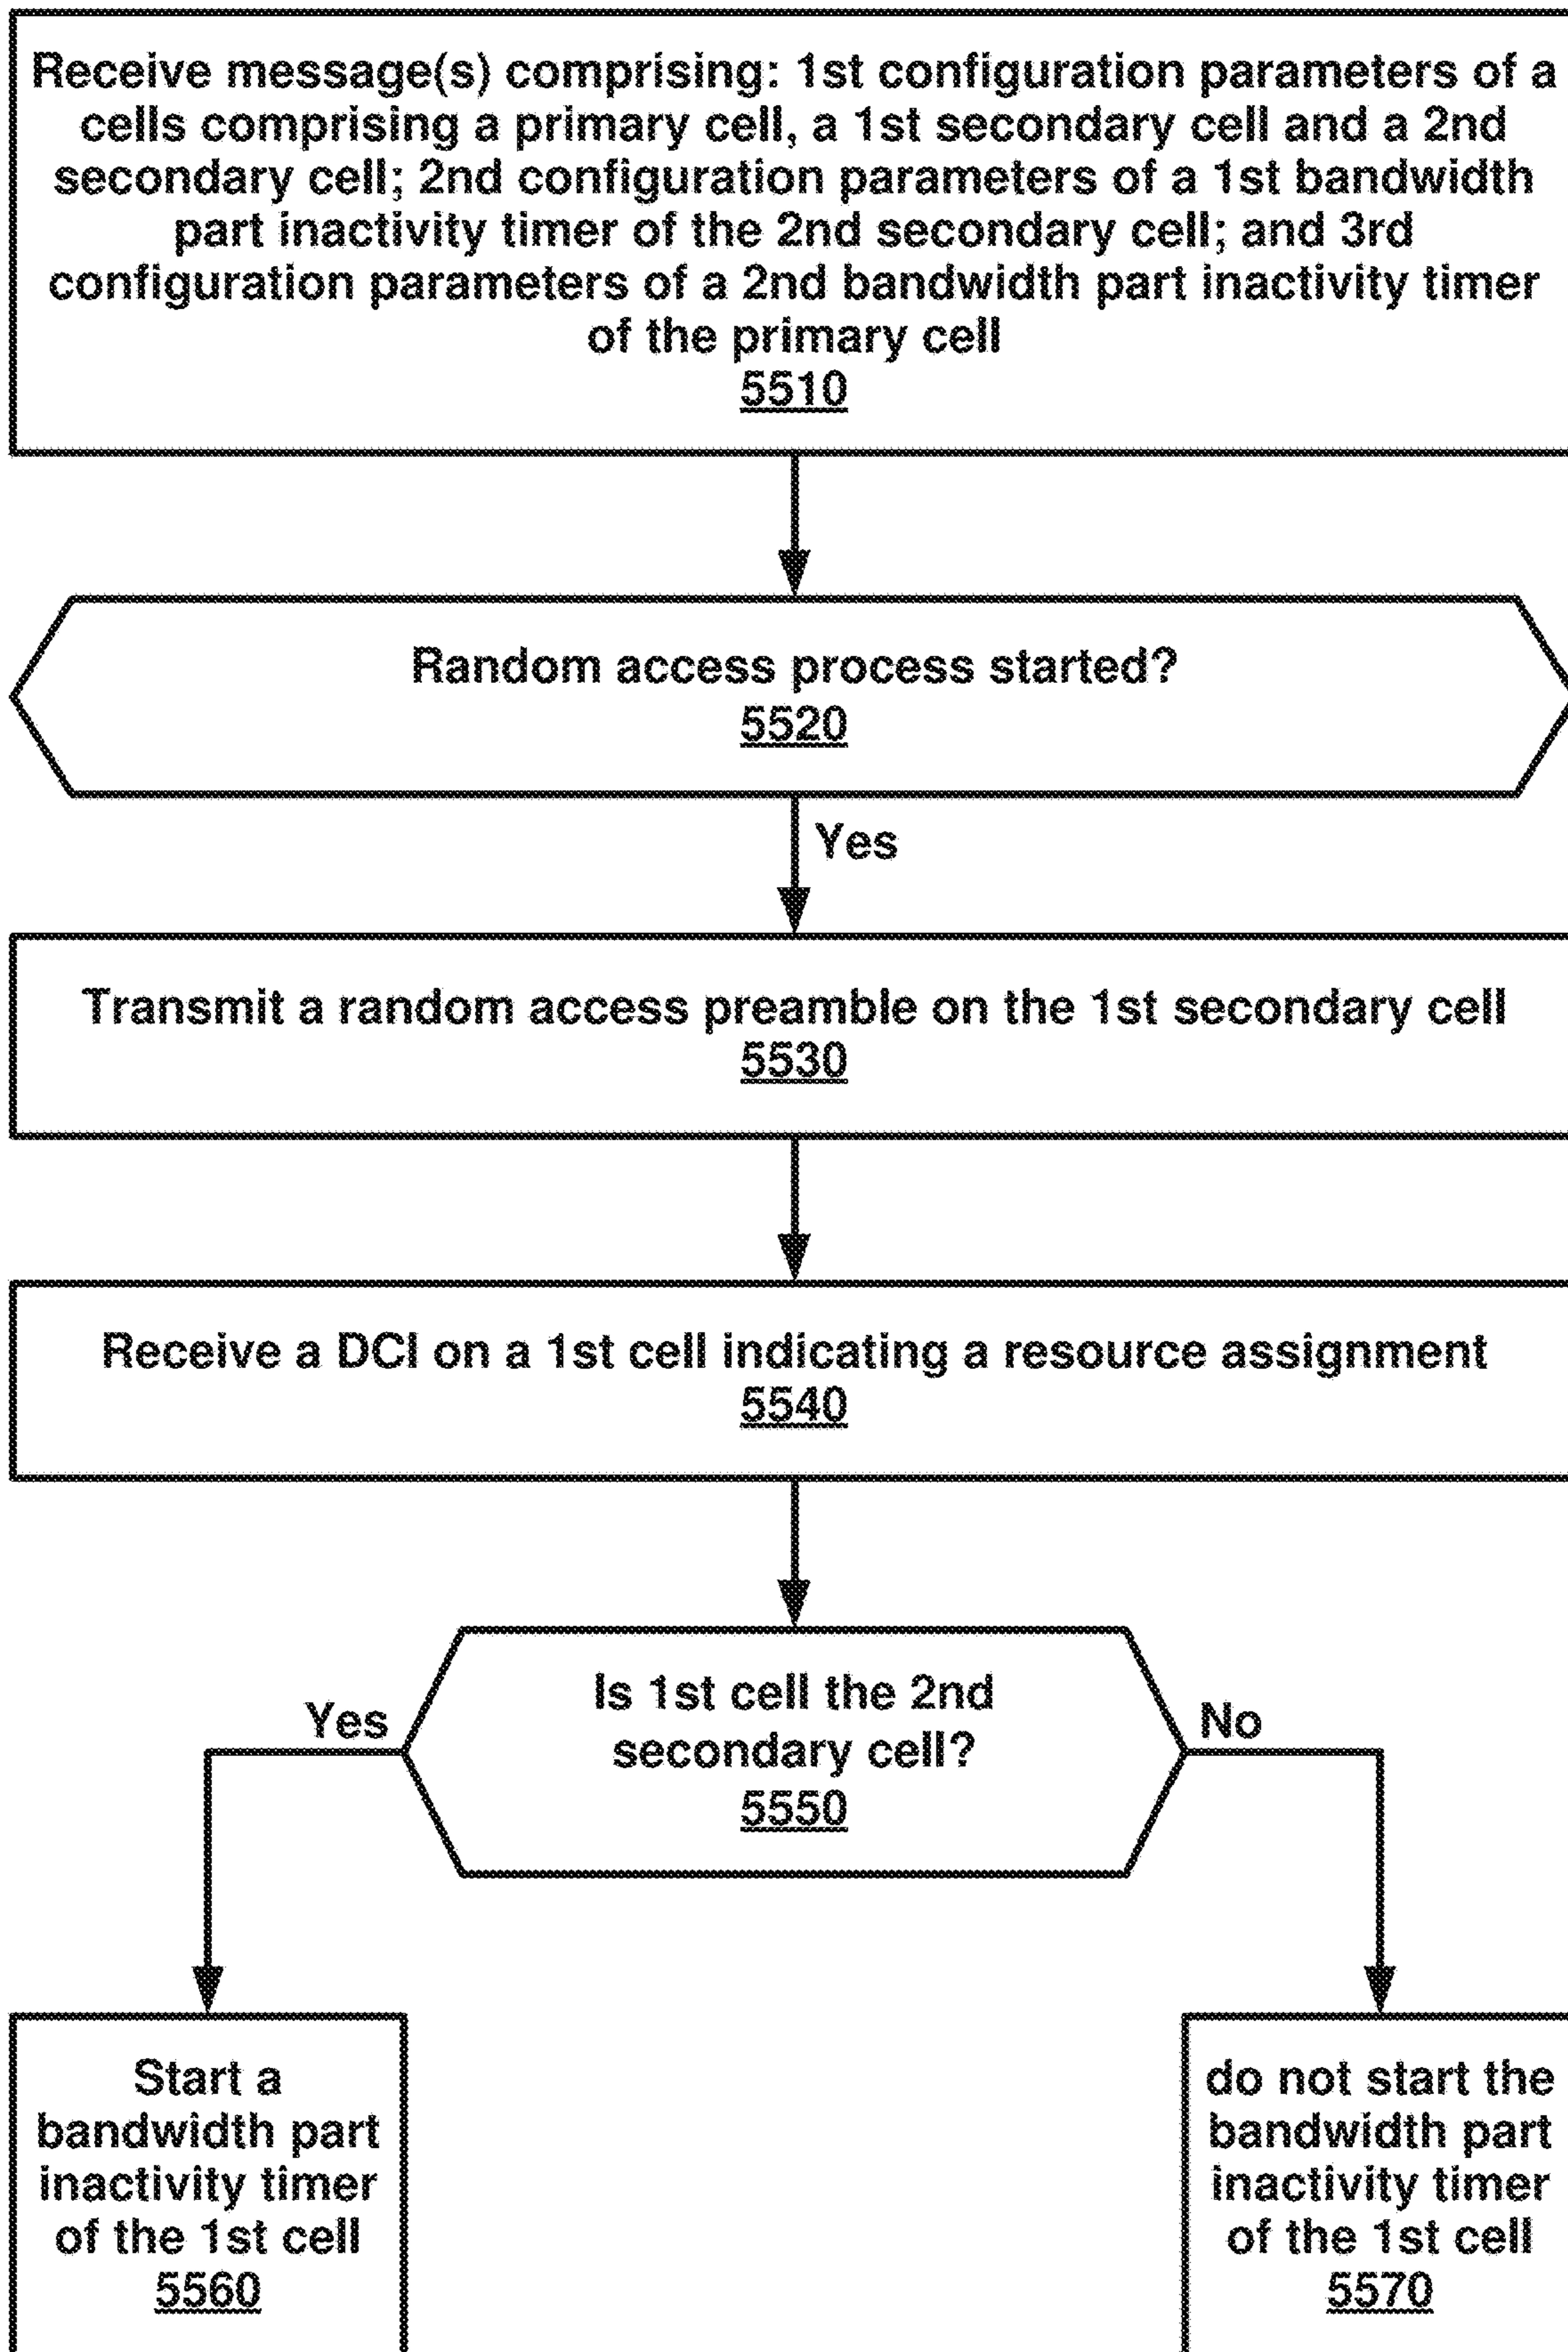 Receive message(s) comprising: 1st configuration parameters of a
cells comprising a primary cell, a 1st secondary cell and a 2nd
secondary cell; 2nd configuration parameters of a 1st bandwidth
part inactivity timer of the 2nd secondary cell; and 3rd
configuration parameters of a 2nd bandwidth part inactivity timer
of the primary cell
5510
Random access process started?
5520
Yes
Transmit a random access preamble on the 1st secondary cell
5530
Receive a DCI on a 1st cell indicating a resource assignment
5540
Is 1st cell the 2nd
secondary cell?
5550
Yes
No
Start a
bandwidth part
inactivity timer
of the 1st cell
5560
do not start the
bandwidth part
inactivity timer
of the 1st cell
5570